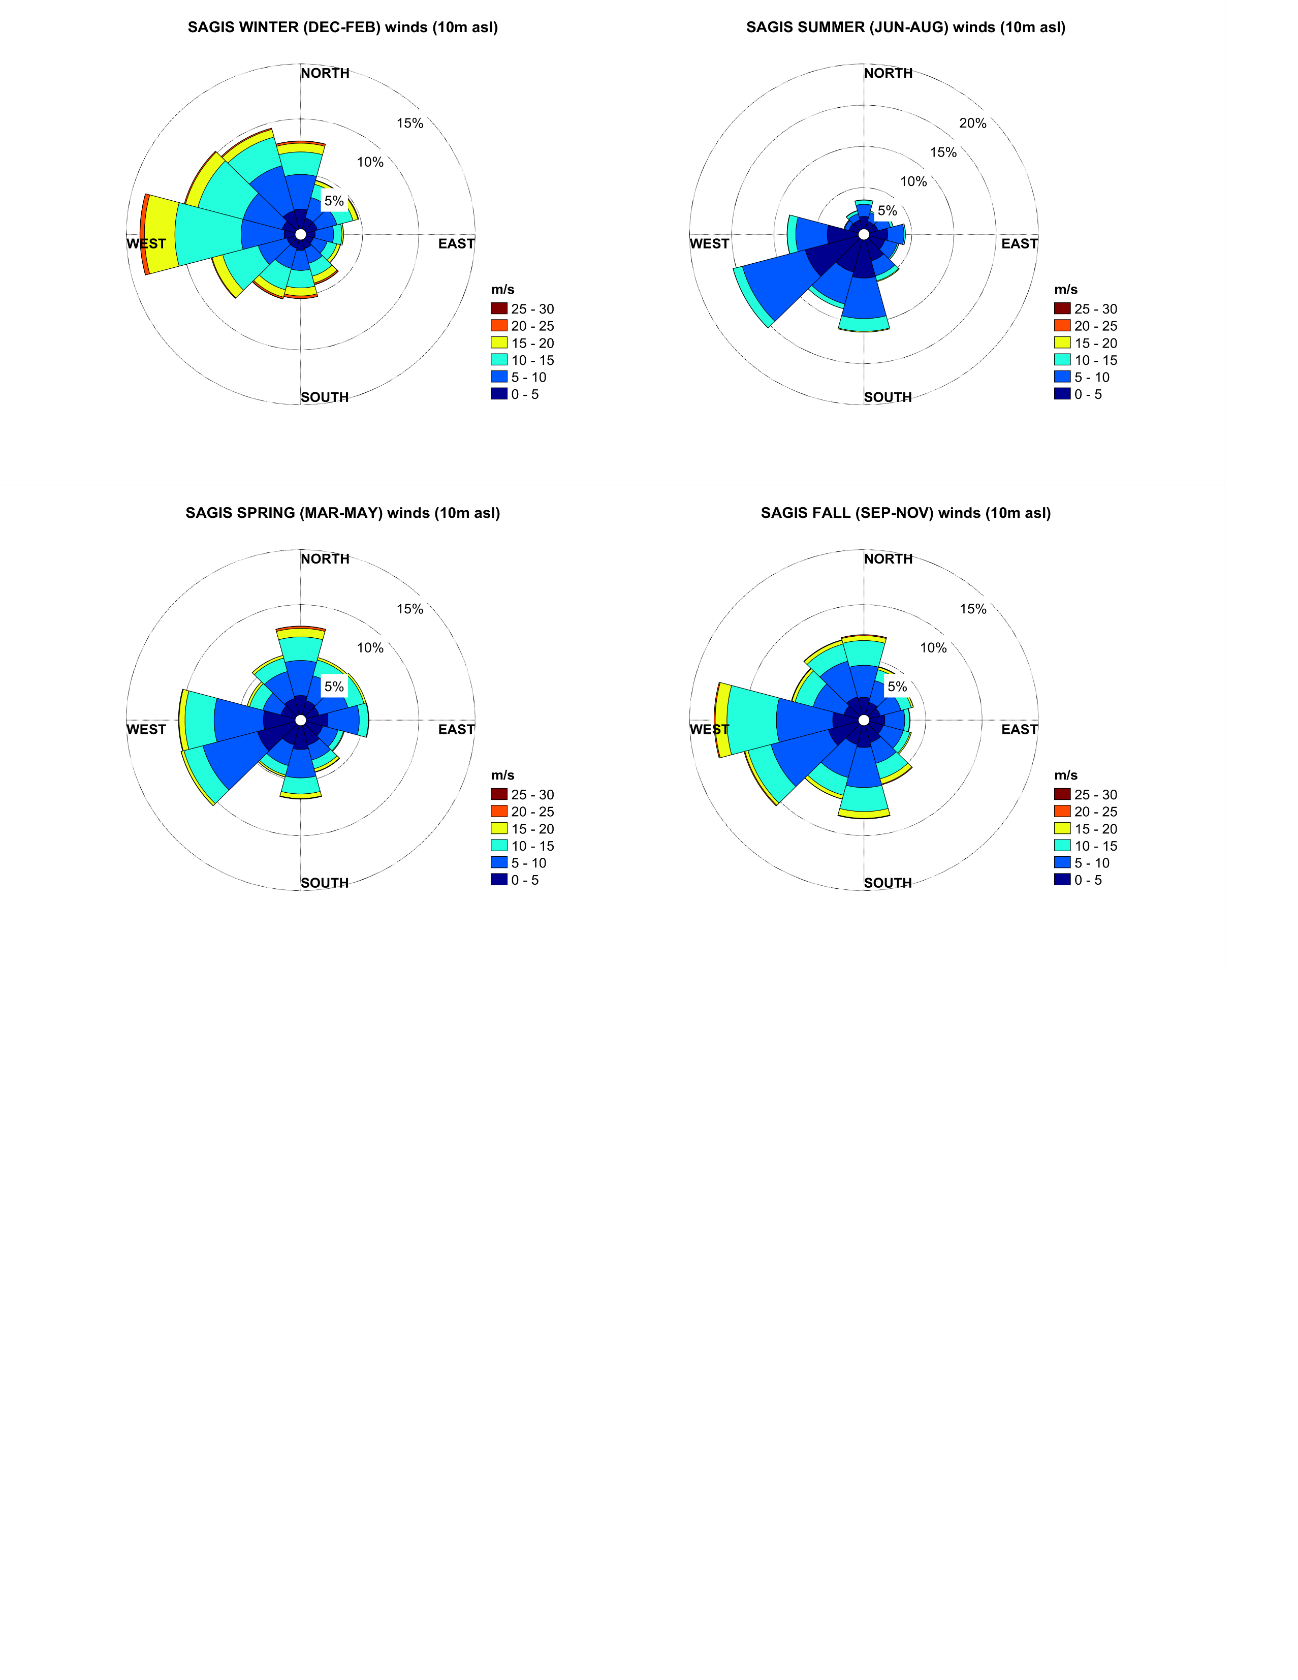 SAGIS WINTER (DEC-FEB) winds (10m asl)
NORTH
15%
10%
5%
WEST
EAST
SOUTH
m/s
25 - 30
20 - 25
15 - 20
10 - 15
5 - 10
0 - 5
SAGIS SUMMER (JUN-AUG) winds (10m asl)
NORTH
20%
15%
10%
5%
WEST
EAST
SOUTH
m/s
25 - 30
20 - 25
15 - 20
10 - 15
5 - 10
0 - 5
SAGIS SPRING (MAR-MAY) winds (10m asl)
NORTH
15%
10%
5%
WEST
EAST
SOUTH
m/s
25 - 30
20 - 25
15 - 20
10 - 15
5 - 10
0 - 5
SAGIS FALL (SEP-NOV) winds (10m asl)
NORTH
15%
10%
5%
WEST
EAST
SOUTH
m/s
25 - 30
20 - 25
15 - 20
10 - 15
5 - 10
0 - 5